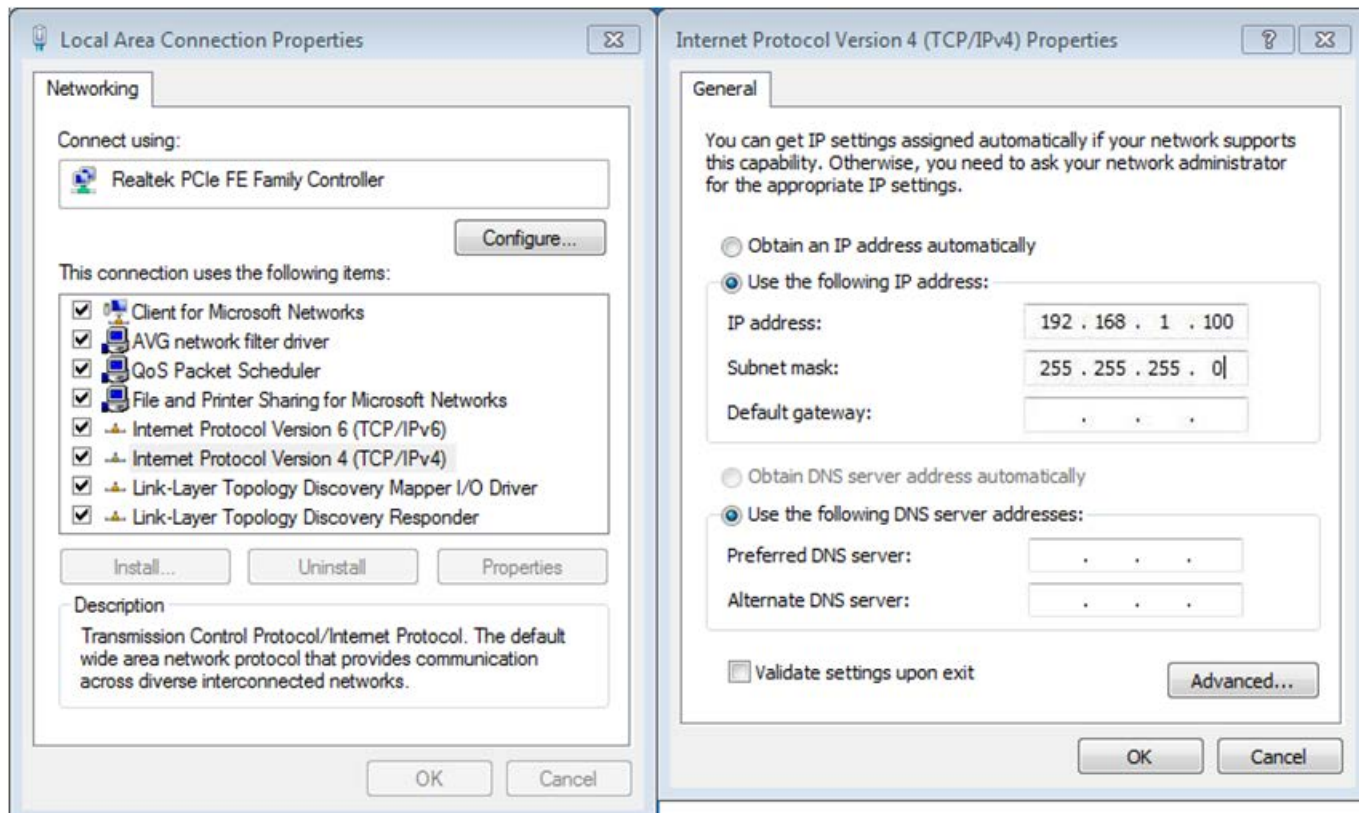 Local Area Connection Properties
Networking
Connect using:
Realtek PCIe FE Family Controller
Configure...
This connection uses the following items:
Client for Microsoft Networks
AVG network filter driver
QoS Packet Scheduler
File and Printer Sharing for Microsoft Networks
Internet Protocol Version 6 (TCP/IPv6)
Internet Protocol Version 4 (TCP/IPv4)
Link-Layer Topology Discovery Mapper I/O Driver
Link-Layer Topology Discovery Responder
Install...
Uninstall
Properties
Description
Transmission Control Protocol/Internet Protocol. The default
wide area network protocol that provides communication
across diverse interconnected networks.
OK
Cancel
Internet Protocol Version 4 (TCP/IPv4) Properties
?
General
You can get IP settings assigned automatically if your network supports
this capability. Otherwise, you need to ask your network administrator
for the appropriate IP settings.
Obtain an IP address automatically
Use the following IP address:
IP address:
192 . 168 . 1 . 100
Subnet mask:
255 . 255 . 255 . 0
Default gateway:
. . .
Obtain DNS server address automatically
Use the following DNS server addresses:
Preferred DNS server:
. . .
Alternate DNS server:
. . .
Validate settings upon exit
Advanced...
OK
Cancel